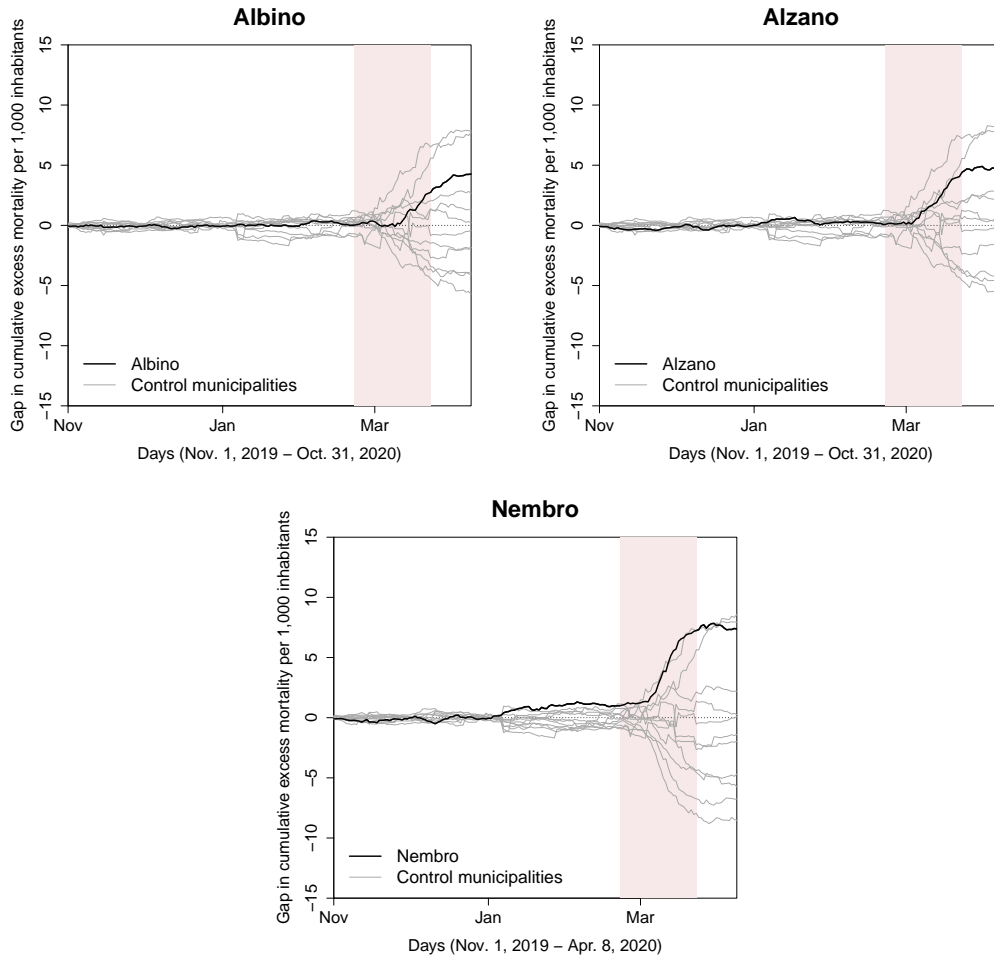 Albino
Gap in cumulative excess mortality per 1,000 inhabitants
15
10
5
0
−5
−10
−15
Albino
Control municipalities
Nov
Jan
Mar
Days (Nov. 1, 2019 − Oct. 31, 2020)
Alzano
Gap in cumulative excess mortality per 1,000 inhabitants
15
10
5
0
−5
−10
−15
Alzano
Control municipalities
Nov
Jan
Mar
Days (Nov. 1, 2019 − Oct. 31, 2020)
Nembro
Gap in cumulative excess mortality per 1,000 inhabitants
15
10
5
0
−5
−10
−15
Nembro
Control municipalities
Nov
Jan
Mar
Days (Nov. 1, 2019 − Apr. 8, 2020)